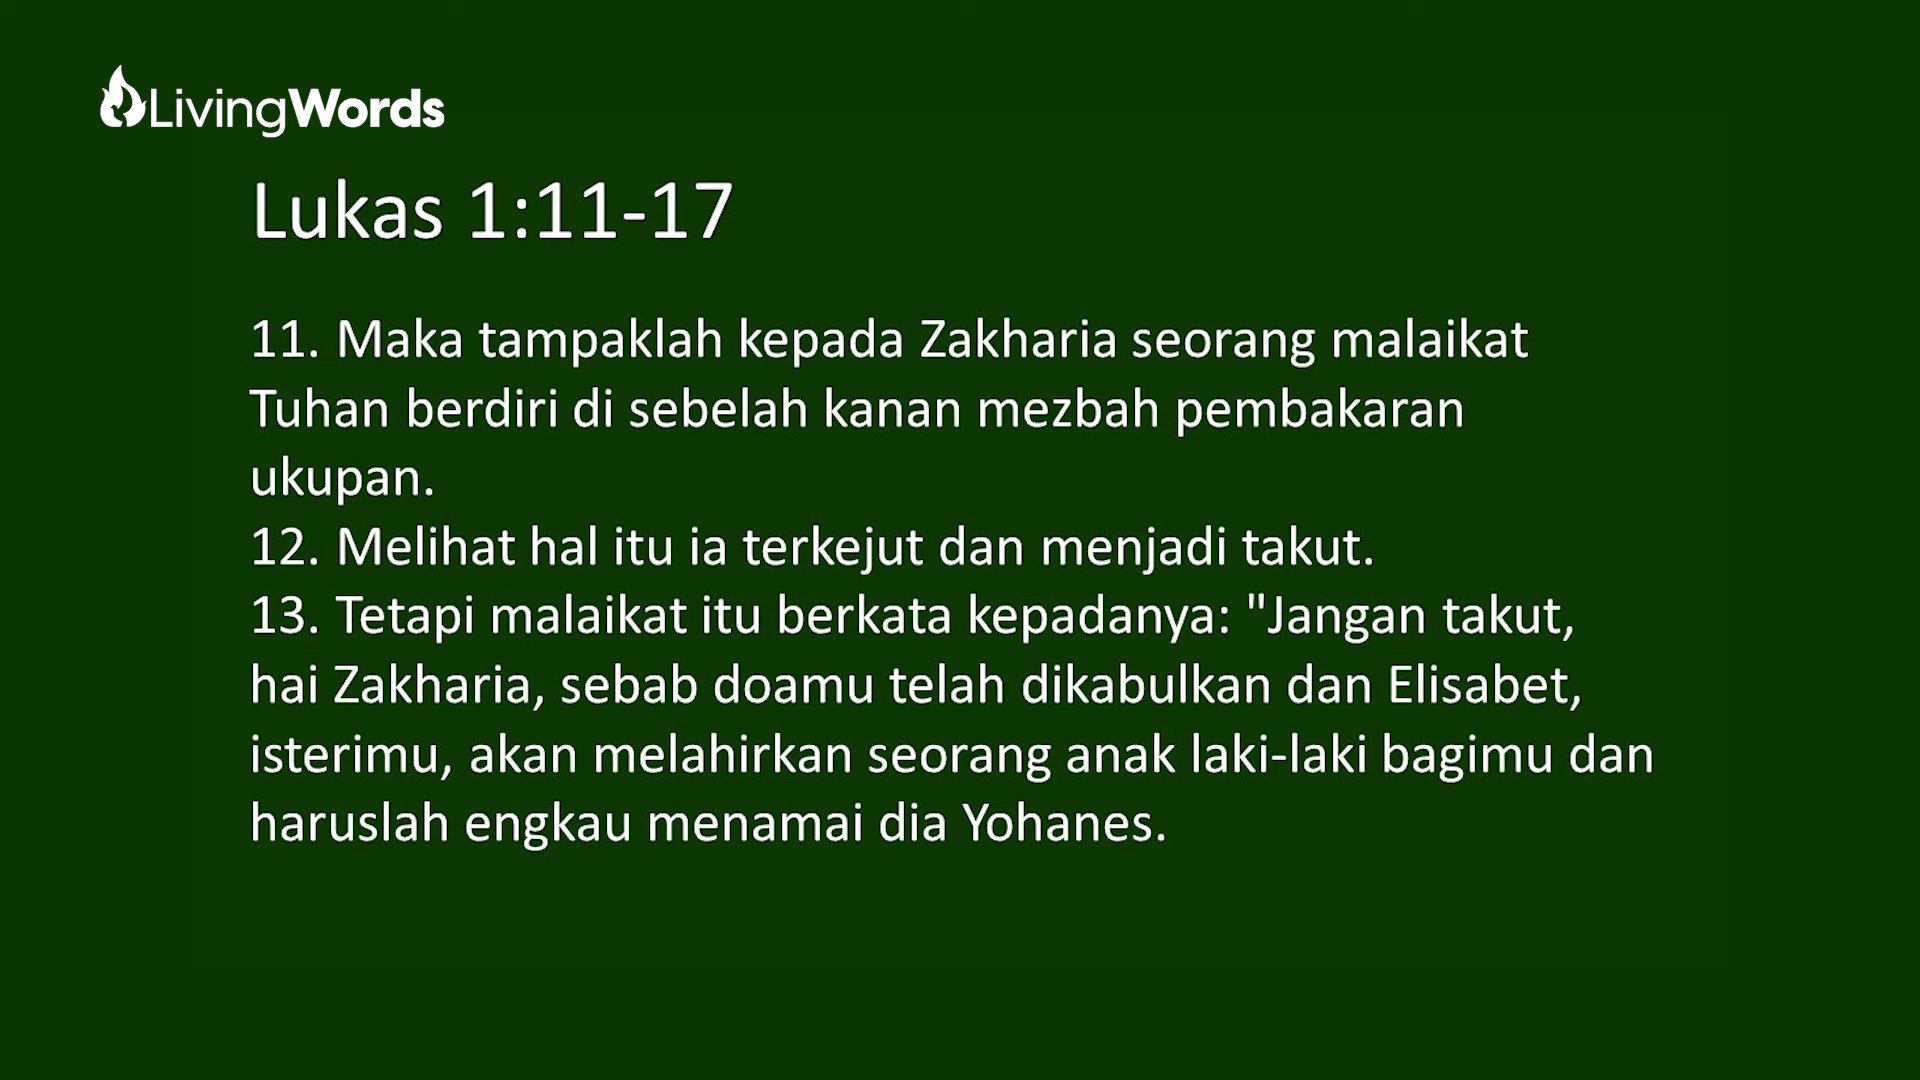 LivingWords
Lukas 1:11-17
11. Maka tampaklah kepada Zakharia seorang malaikat
Tuhan berdiri di sebelah kanan mezbah pembakaran
ukupan.
12. Melihat hal itu ia terkejut dan menjadi takut.
13. Tetapi malaikat itu berkata kepadanya: "Jangan takut,
hai Zakharia, sebab doamu telah dikabulkan dan Elisabet,
isterimu, akan melahirkan seorang anak laki-laki bagimu dan
haruslah engkau menamai dia Yohanes.